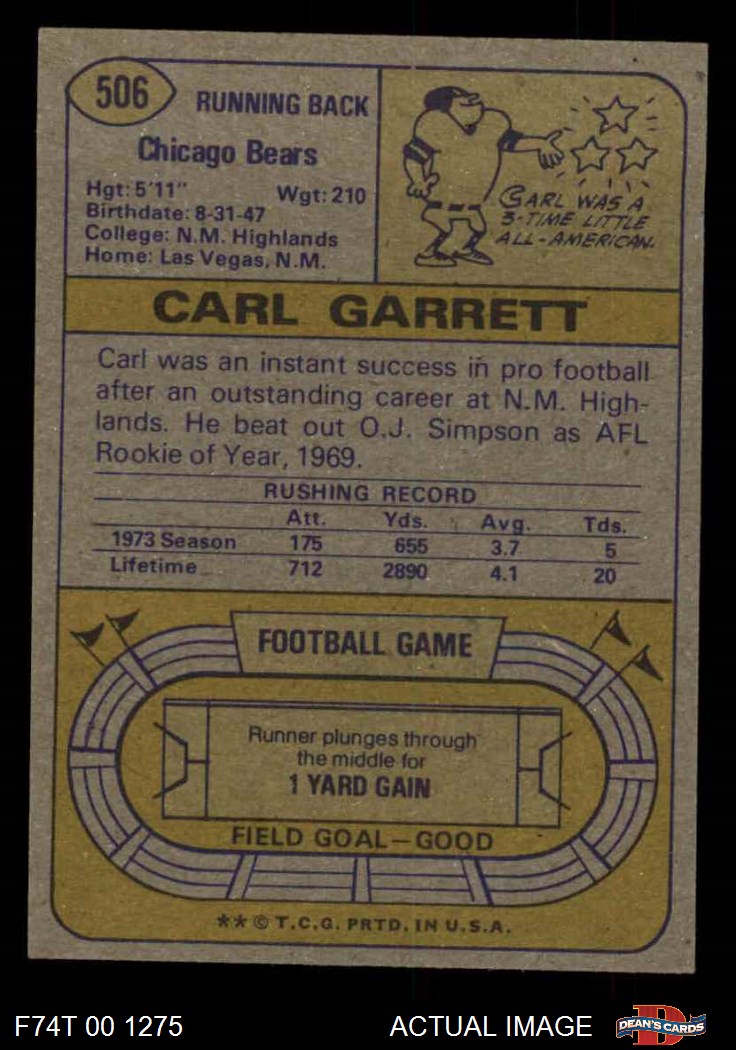 506
RUNNING BACK
Chicago Bears
Hgt: 5'11" Wgt: 210
Birthdate: 8-31-47
College: N.M. Highlands
Home: Las Vegas, N.M.
CARL WAS A
3-TIME LITTLE
ALL-AMERICAN.
CARL GARRETT
Carl was an instant success in pro football
after an outstanding career at N.M. High-
lands. He beat out O.J. Simpson as AFL
Rookie of Year, 1969.
RUSHING RECORD
Att. Yds. Avg. Tds.
1973 Season 175 655 3.7 5
Lifetime 712 2890 4.1 20
FOOTBALL GAME
Runner plunges through
the middle for
1 YARD GAIN
FIELD GOAL—GOOD
** © T.C.G. PRTD. IN U.S.A.
F74T 00 1275 ACTUAL IMAGE
D
DEAN'S CARDS